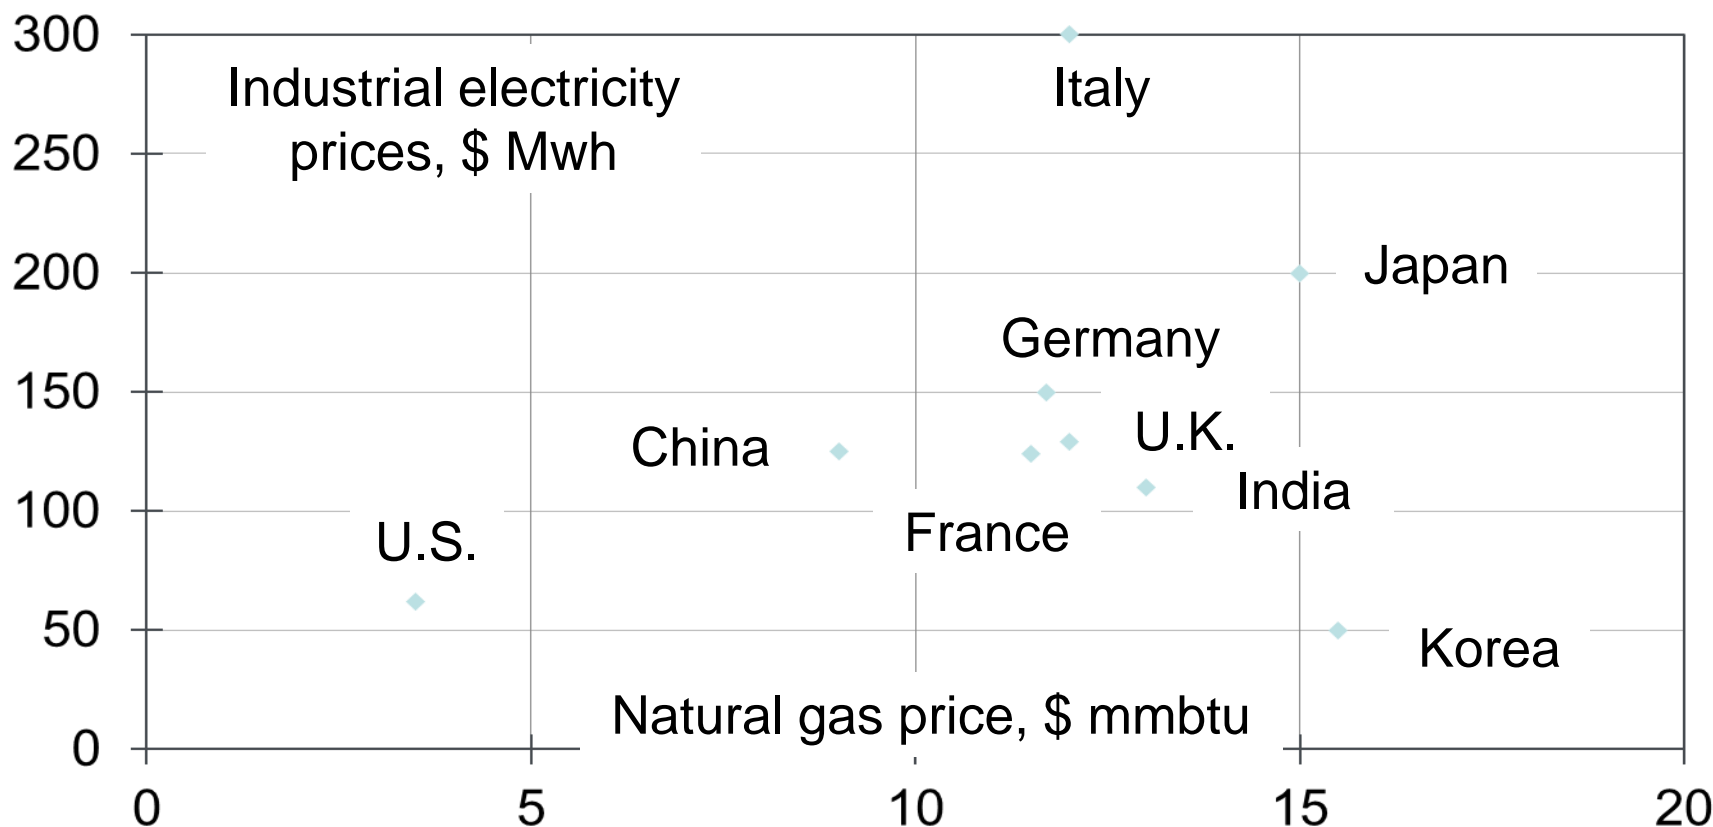 300
Industrial electricity
prices, $ Mwh
Italy
250
200
Japan
Germany
150
U.K.
China
India
100
France
U.S.
50
Korea
Natural gas price, $ mmbtu
0
0 5 10 15 20